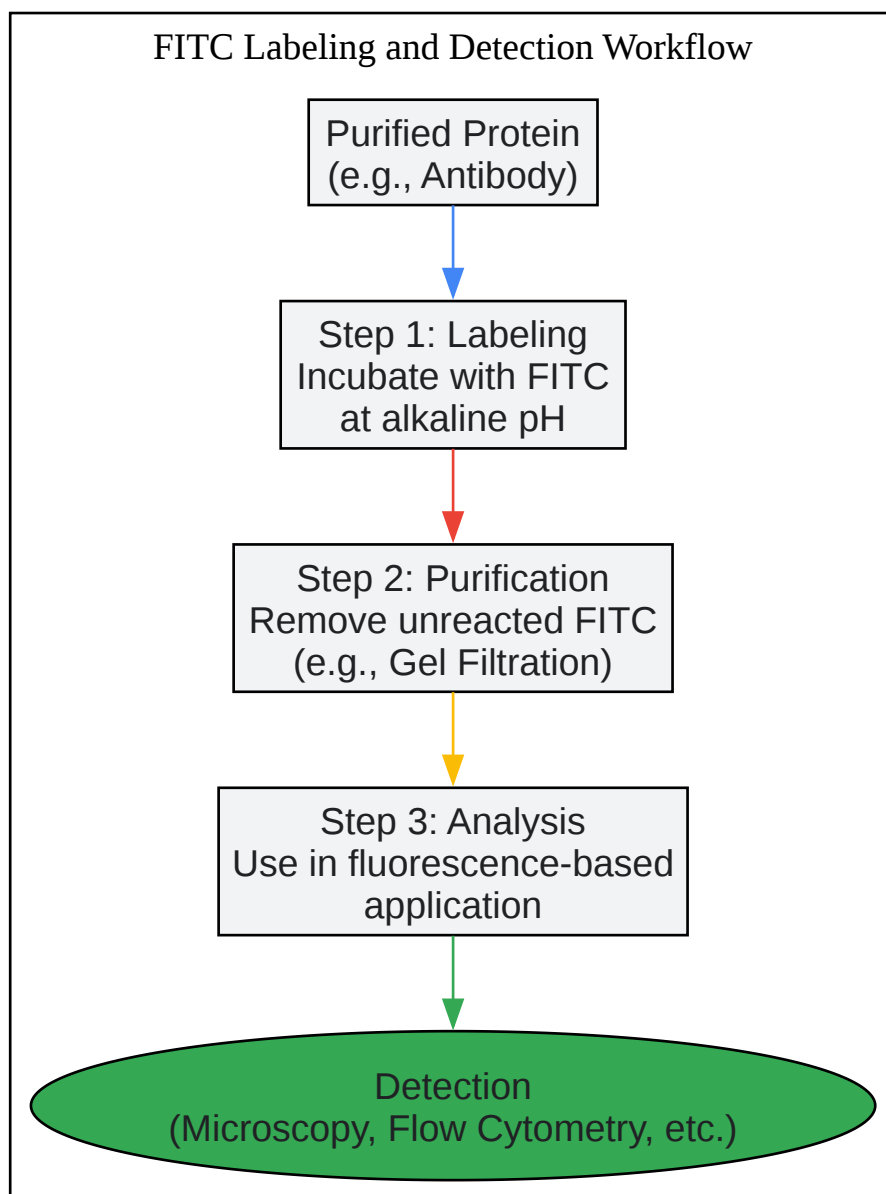 FITC Labeling and Detection Workflow
Purified Protein
(e.g., Antibody)
Step 1: Labeling
Incubate with FITC
at alkaline pH
Step 2: Purification
Remove unreacted FITC
(e.g., Gel Filtration)
Step 3: Analysis
Use in fluorescence-based
application
Detection
(Microscopy, Flow Cytometry, etc.)